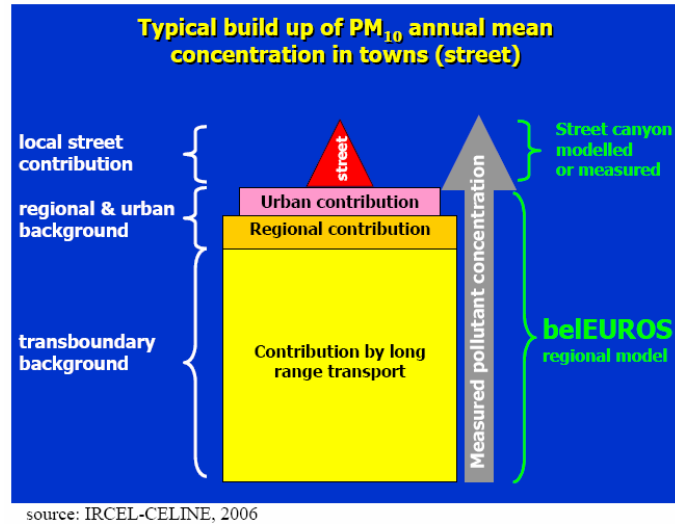 Typical build up of PM10 annual mean
concentration in towns (street)
local street
contribution
regional & urban
background
transboundary
background
street
Urban contribution
Regional contribution
Contribution by long
range transport
Measured pollutant concentration
Street canyon
modelled
or measured
belEUROS
regional model
source: IRCEL-CELINE, 2006